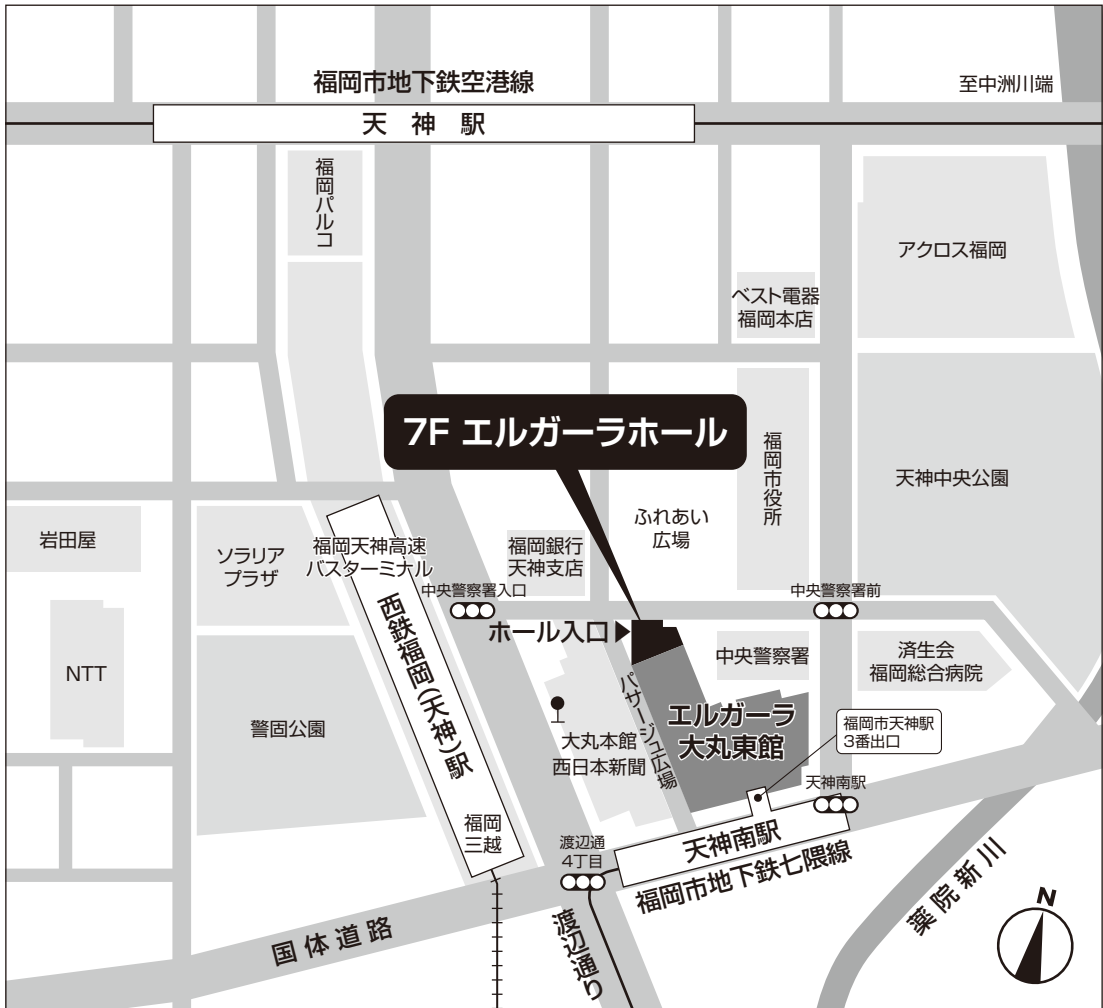 福岡市地下鉄空港線
至中洲川端
天神駅
福岡パルコ
アクロス福岡
ベスト電器
福岡本店
7F エルガーラホール
福岡市役所
天神中央公園
岩田屋
ソラリア
プラザ
福岡天神高速
バスターミナル
福岡銀行
天神支店
ふれあい
広場
中央警察署入口
中央警察署前
西鉄福岡(天神)駅
ホール入口▶
中央警察署
済生会
福岡総合病院
NTT
警固公園
パサージュ広場
エルガーラ
大丸東館
福岡市天神駅
3番出口
大丸本館
西日本新聞
天神南駅
福岡
三越
渡辺通
4丁目
天神南駅
福岡市地下鉄七隈線
国体道路
渡辺通り
薬院新川
N